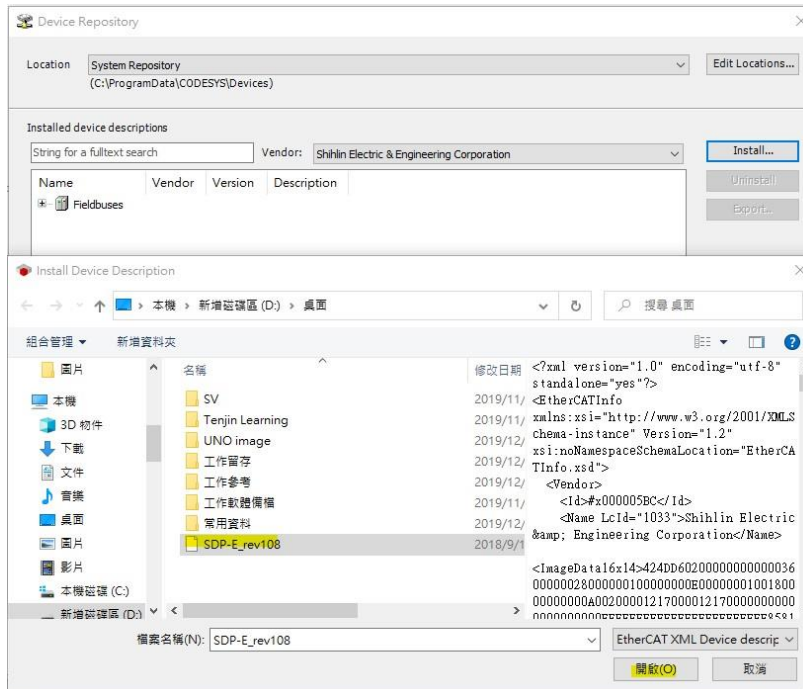 Device Repository
Location
System Repository
Edit Locations...
(C:\ProgramData\CODESYS\Devices)
Installed device descriptions
String for a fulltext search
Vendor:
Shihlin Electric & Engineering Corporation
Install...
Name
Vendor
Version
Description
Uninstall
Fieldbuses
Export...
Install Device Description
本機 › 新增磁碟區 (D:) › 桌面
搜尋 桌面
組合管理
新增資料夾
圖片
本機
3D 物件
下載
文件
音樂
桌面
圖片
影片
本機磁碟 (C:)
新增磁碟區 (D:)
名稱
修改日期
SV
2019/11/
Tenjin Learning
2019/11/
UNO image
2019/12/
工作留存
2019/12/
工作參考
2019/12/
工作軟體備檔
2019/11/
常用資料
2019/12/
SDP-E_rev108
2018/9/1
<?xml version="1.0" encoding="utf-8"
standalone="yes"?>
<EtherCATInfo
xmlns:xsi="http://www.w3.org/2001/XMLS
chema-instance" Version="1.2"
xsi:noNamespaceSchemaLocation="EtherCA
TInfo.xsd">
<Vendor>
<Id>#x000005BC</Id>
<Name LcId="1033">Shihlin Electric
&amp; Engineering Corporation</Name>
檔案名稱(N):
SDP-E_rev108
EtherCAT XML Device descrip
開啟(O)
取消